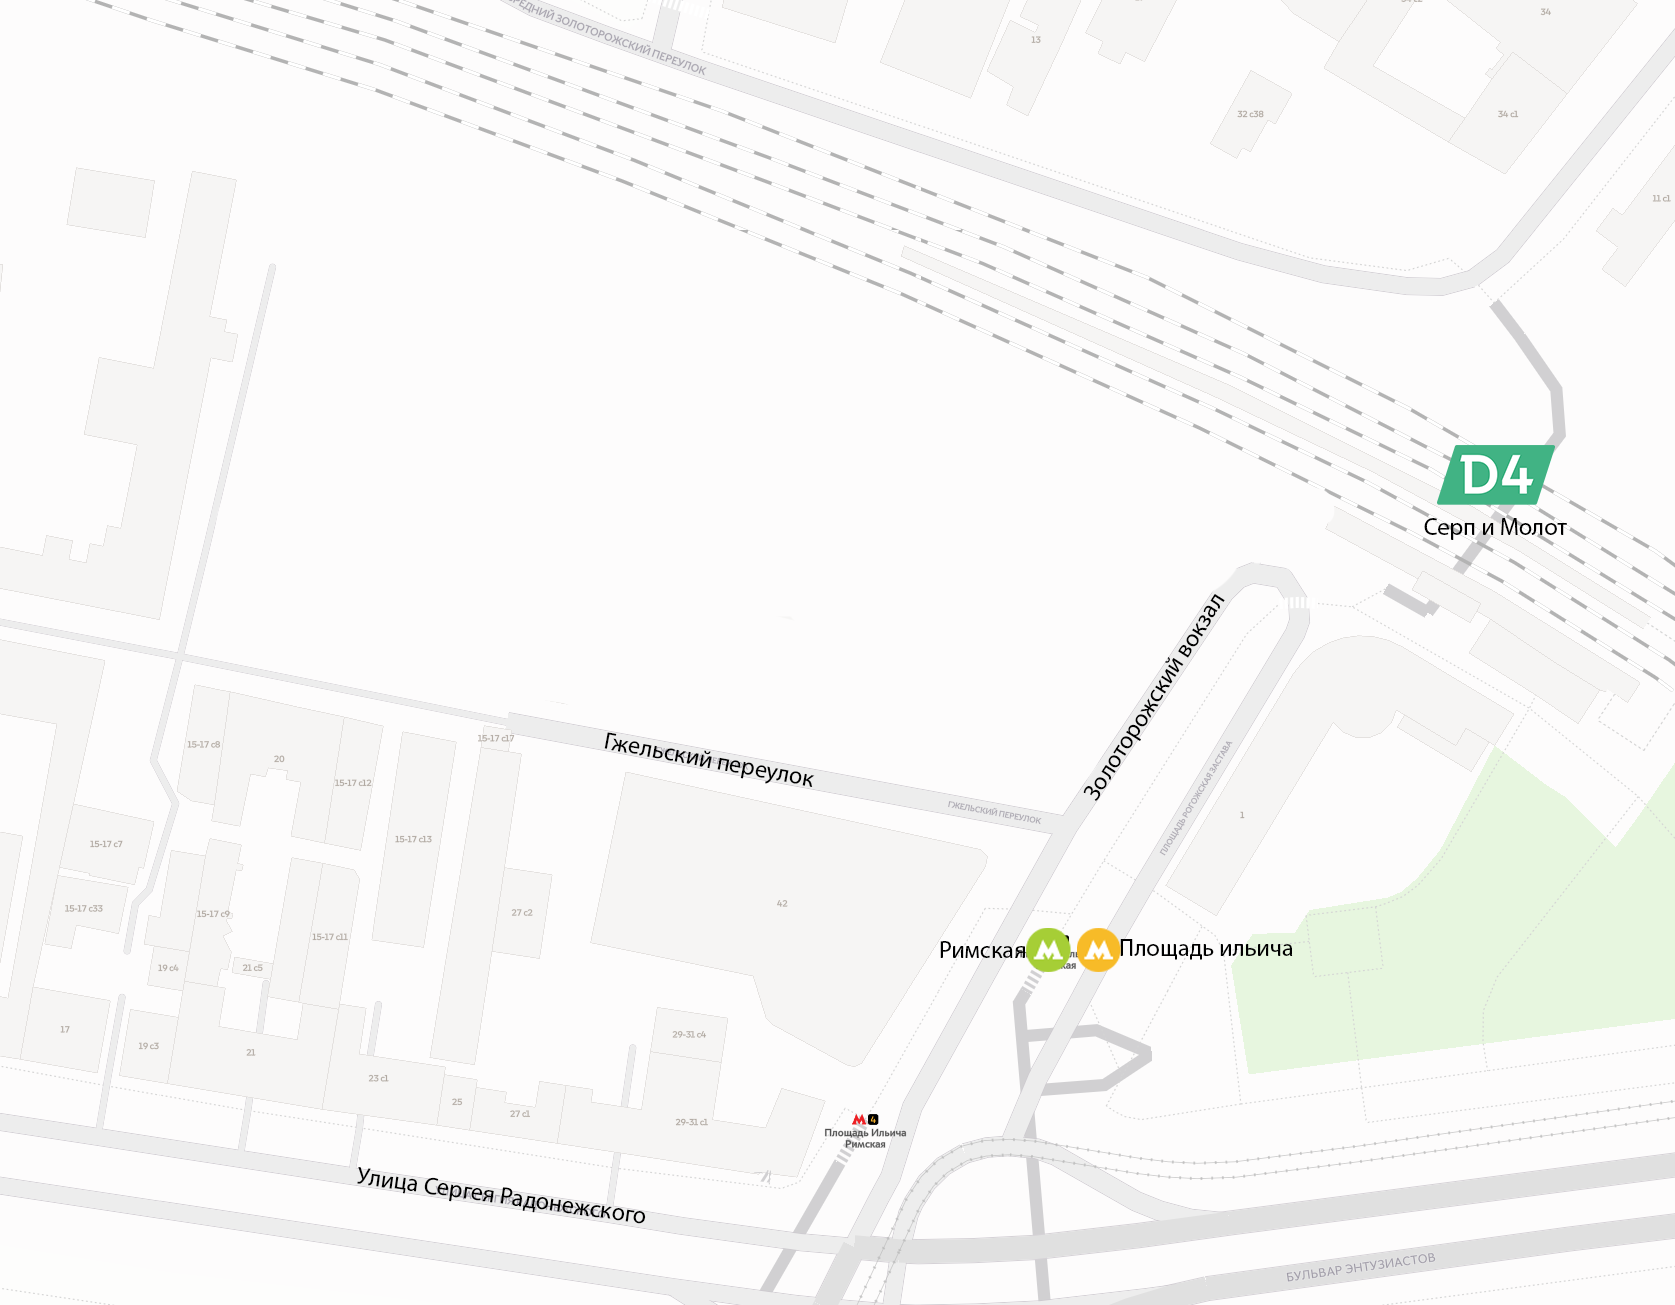 СРЕДНИЙ ЗОЛОТОРОЖСКИЙ ПЕРЕУЛОК
34
13
32 с38
34 с1
11 с1
D4
Серп и Молот
Золоторожский вокзал
15-17 с8
20
15-17 с12
15-17 с17
Гжельский переулок
ГЖЕЛЬСКИЙ ПЕРЕУЛОК
ПЛОЩАДЬ РОГОЖСКАЯ ЗАСТАВА
1
15-17 с7
15-17 с13
15-17 с33
15-17 с9
15-17 с11
27 с2
42
Римская
Площадь ильича
19 с4
21 с5
17
19 с3
21
23 с1
25
27 с1
29-31 с4
29-31 с1
4
Площадь Ильича
Римская
Улица Сергея Радонежского
БУЛЬВАР ЭНТУЗИАСТОВ